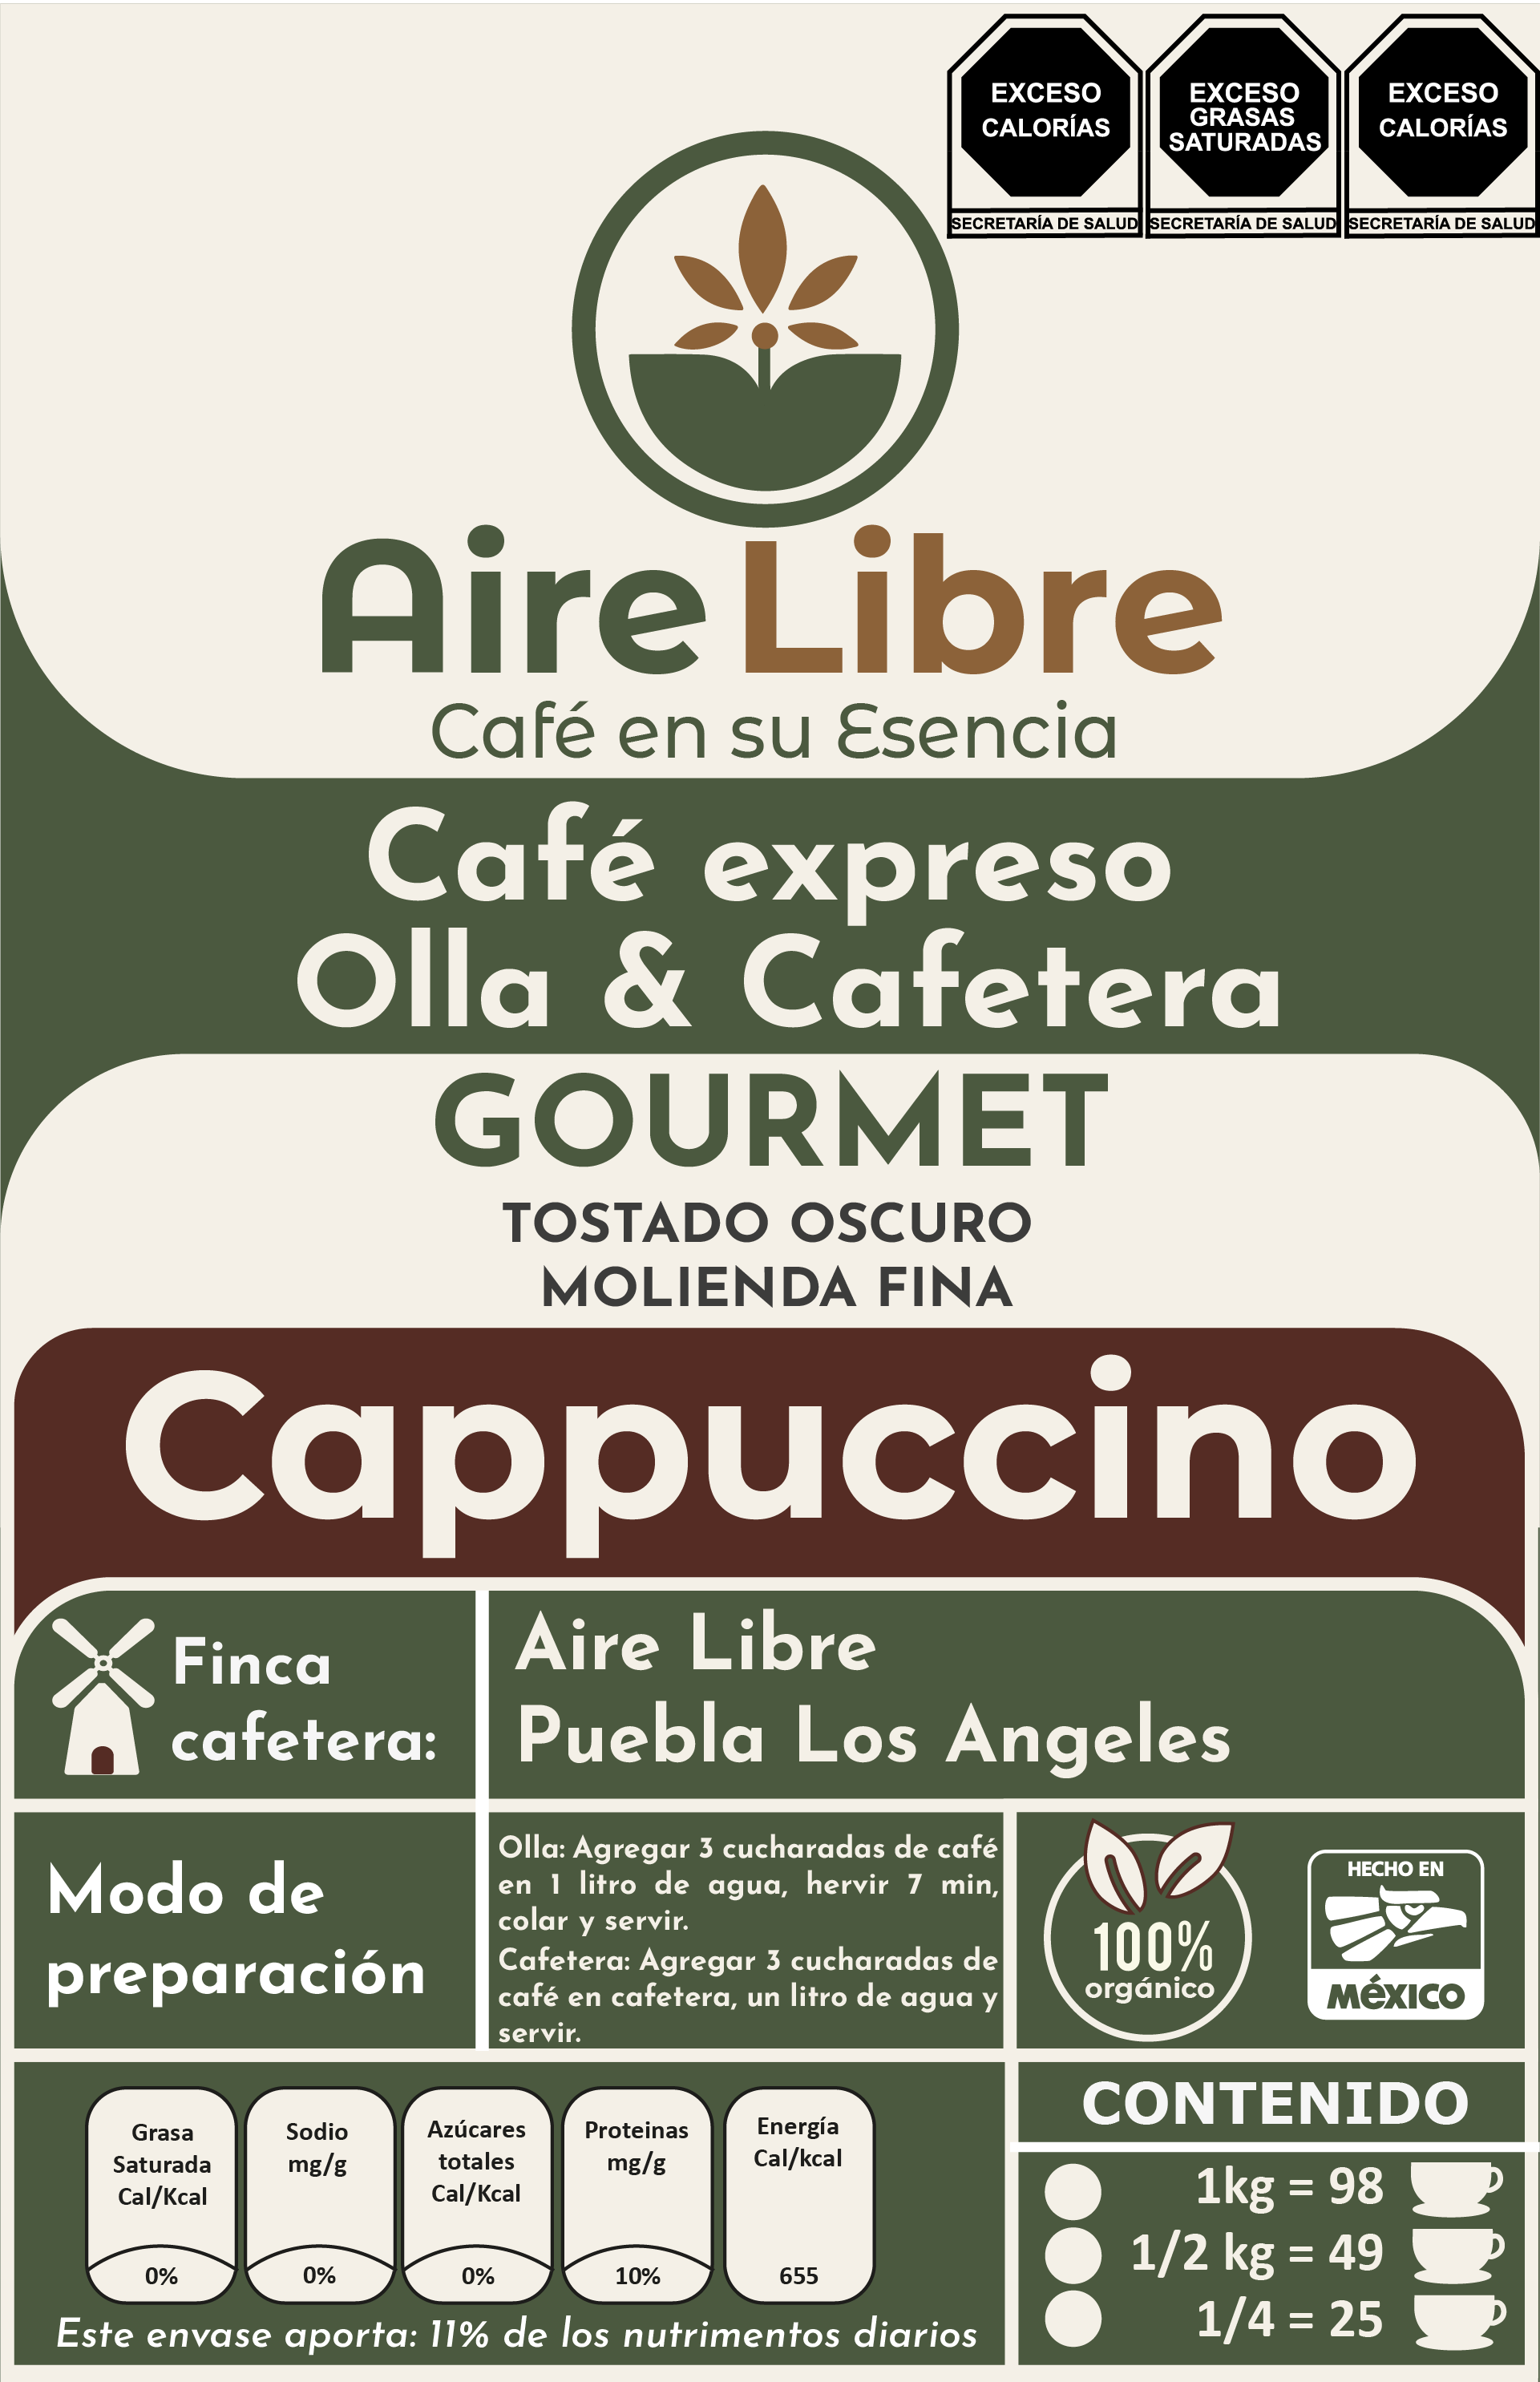 EXCESO
CALORÍAS
SECRETARÍA DE SALUD
EXCESO
GRASAS
SATURADAS
SECRETARÍA DE SALUD
EXCESO
CALORÍAS
SECRETARÍA DE SALUD
Aire Libre
Café en su Esencia
Café expreso
Olla & Cafetera
GOURMET
TOSTADO OSCURO
MOLIENDA FINA
Cappuccino
Finca
cafetera:
Aire Libre
Puebla Los Angeles
Modo de
preparación
Olla: Agregar 3 cucharadas de café
en 1 litro de agua, hervir 7 min,
colar y servir.
Cafetera: Agregar 3 cucharadas de
café en cafetera, un litro de agua y
servir.
100%
orgánico
HECHO EN
MéXICO
Grasa
Saturada
Cal/Kcal
0%
Sodio
mg/g
0%
Azúcares
totales
Cal/Kcal
0%
Proteinas
mg/g
10%
Energía
Cal/kcal
655
Este envase aporta: 11% de los nutrimentos diarios
CONTENIDO
1kg = 98
1/2 kg = 49
1/4 = 25